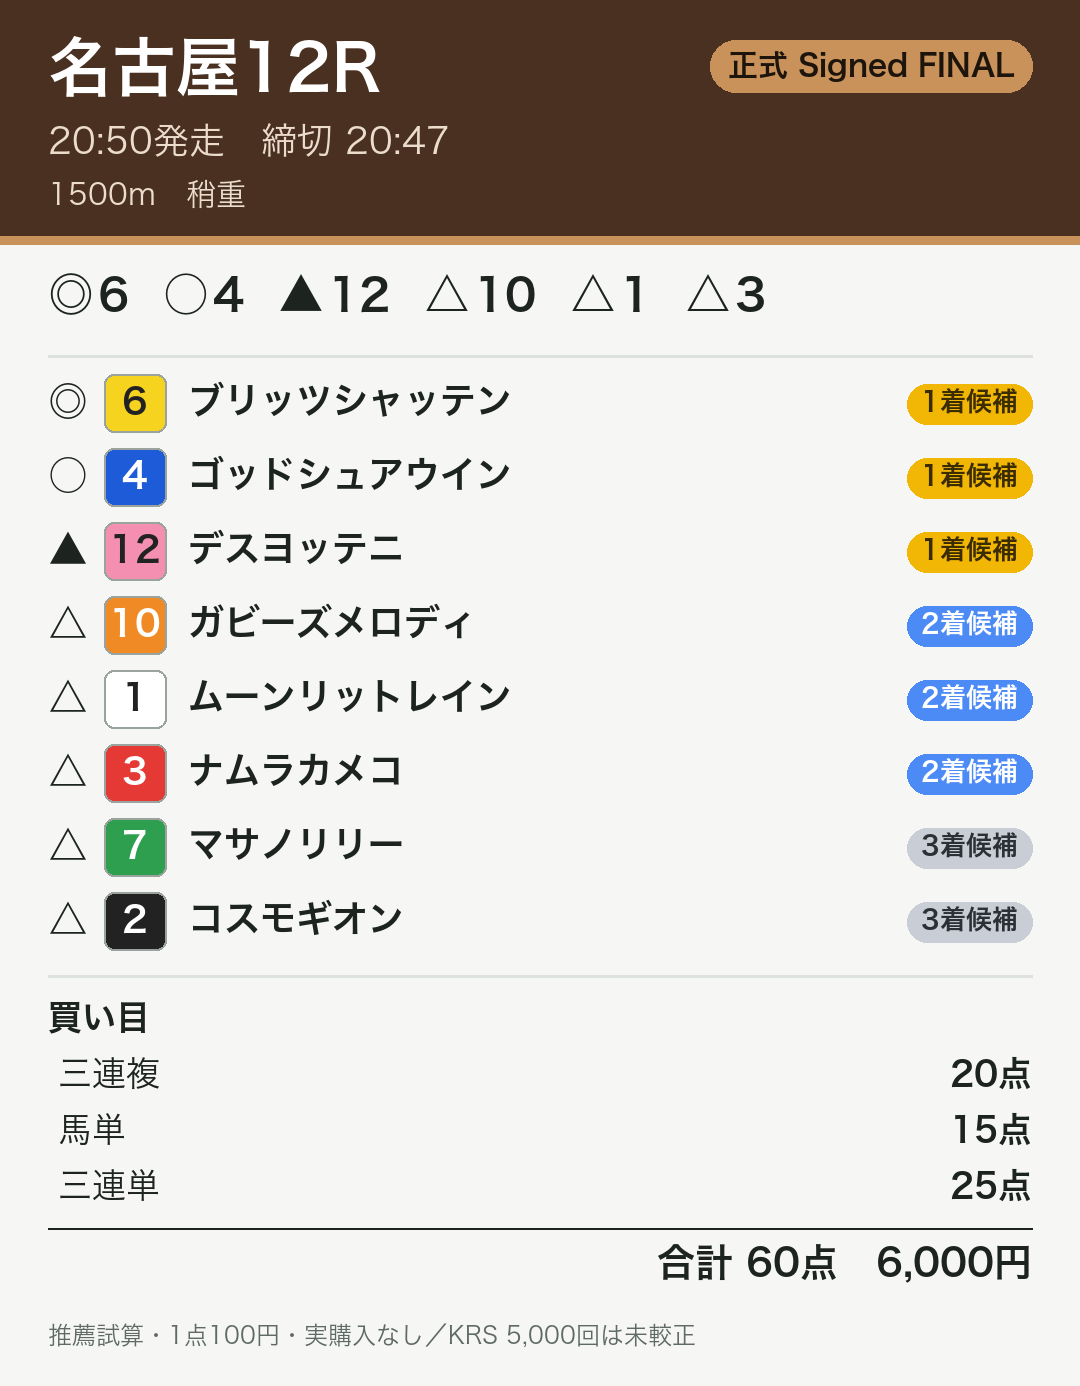 名古屋12R
正式 Signed FINAL
20:50発走　締切 20:47
1500m　稍重
◎6 ○4 ▲12 △10 △1 △3
◎ 6 ブリッツシャッテン 1着候補
○ 4 ゴッドシュアウイン 1着候補
▲ 12 デスヨッテニ 1着候補
△ 10 ガビーズメロディ 2着候補
△ 1 ムーンリットレイン 2着候補
△ 3 ナムラカメコ 2着候補
△ 7 マサノリリー 3着候補
△ 2 コスモギオン 3着候補
買い目
三連複 20点
馬単 15点
三連単 25点
合計 60点　6,000円
推薦試算・1点100円・実購入なし／KRS 5,000回は未較正